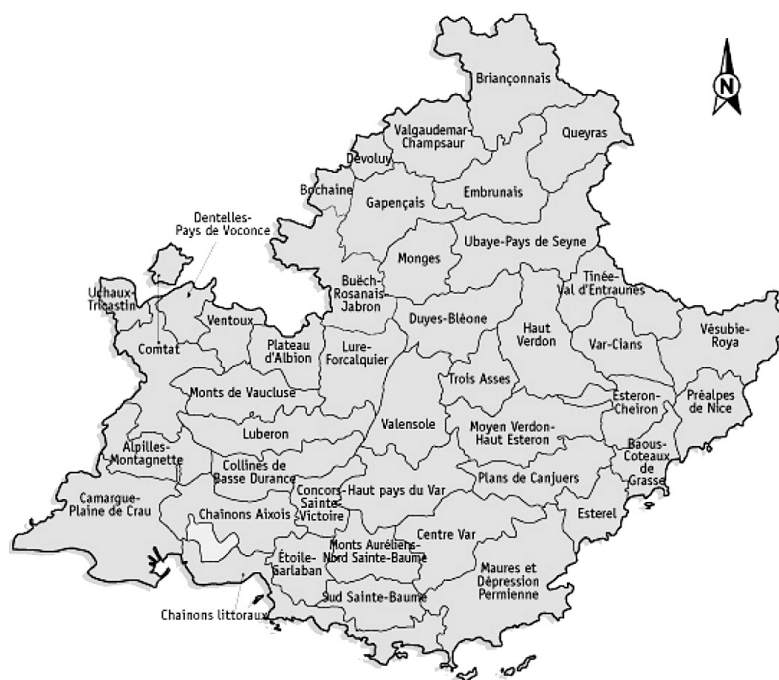 Briançonnais
N
Valgaudemar-
Champsaur
Queyras
Dévoluy
Bochaine
Embrunais
Gapençais
Dentelles-
Pays de Voconce
Ubaye-Pays de Seyne
Monges
Tinée-
Val d'Entraunes
Buëch-
Rosanais-
Jabron
Uchaux-
Tricastin
Ventoux
Duyes-Bléone
Haut
Verdon
Vésubie-
Roya
Comtat
Plateau
d'Albion
Lure-
Forcalquier
Var-Cians
Trois Asses
Monts de Vaucluse
Esteron-
Cheiron
Préalpes
de Nice
Valensole
Moyen Verdon-
Haut Esteron
Luberon
Baous-
Coteaux
de
Grasse
Alpilles-
Montagnette
Collines de
Basse Durance
Plans de Canjuers
Camargue-
Plaine de Crau
Concors-
Sainte-
Victoire
Haut pays du Var
Chainons Aixois
Esterel
Centre Var
Étoile-
Garlaban
Monts Auréliens-
Nord Sainte-Baume
Maures et
Dépression
Permienne
Sud Sainte-Baume
Chainons littoraux